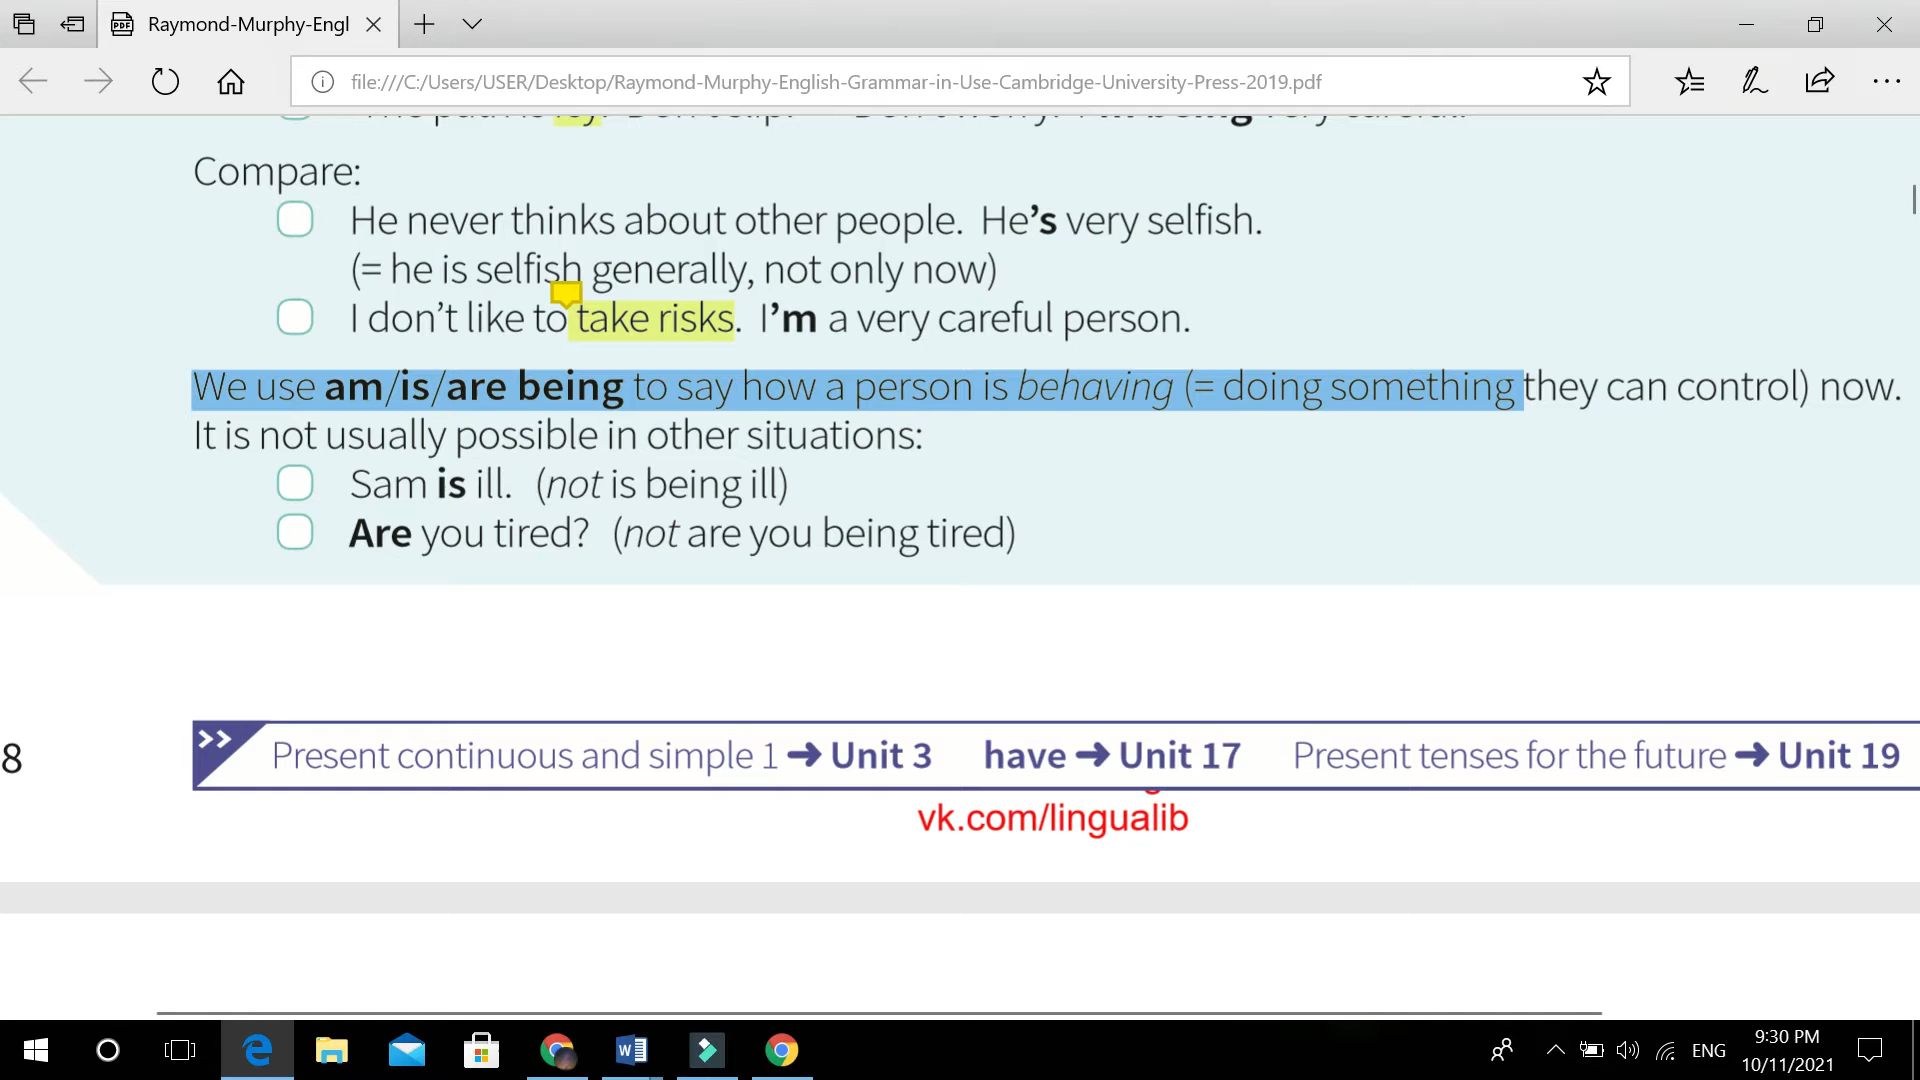 Raymond-Murphy-Engl
file:///C:/Users/USER/Desktop/Raymond-Murphy-English-Grammar-in-Use-Cambridge-University-Press-2019.pdf
Compare:
He never thinks about other people. He’s very selfish.
(= he is selfish generally, not only now)
I don’t like to take risks. I’m a very careful person.
We use am/is/are being to say how a person is behaving (= doing something they can control) now.
It is not usually possible in other situations:
Sam is ill. (not is being ill)
Are you tired? (not are you being tired)
8
>> Present continuous and simple 1 ➜ Unit 3 have ➜ Unit 17 Present tenses for the future ➜ Unit 19
vk.com/lingualib
ENG
9:30 PM
10/11/2021